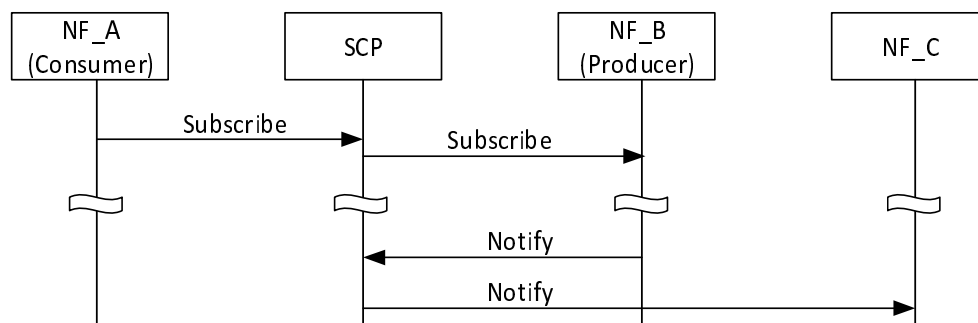 NF_A
(Consumer)
SCP
NF_B
(Producer)
NF_C
Subscribe
Subscribe
Notify
Notify